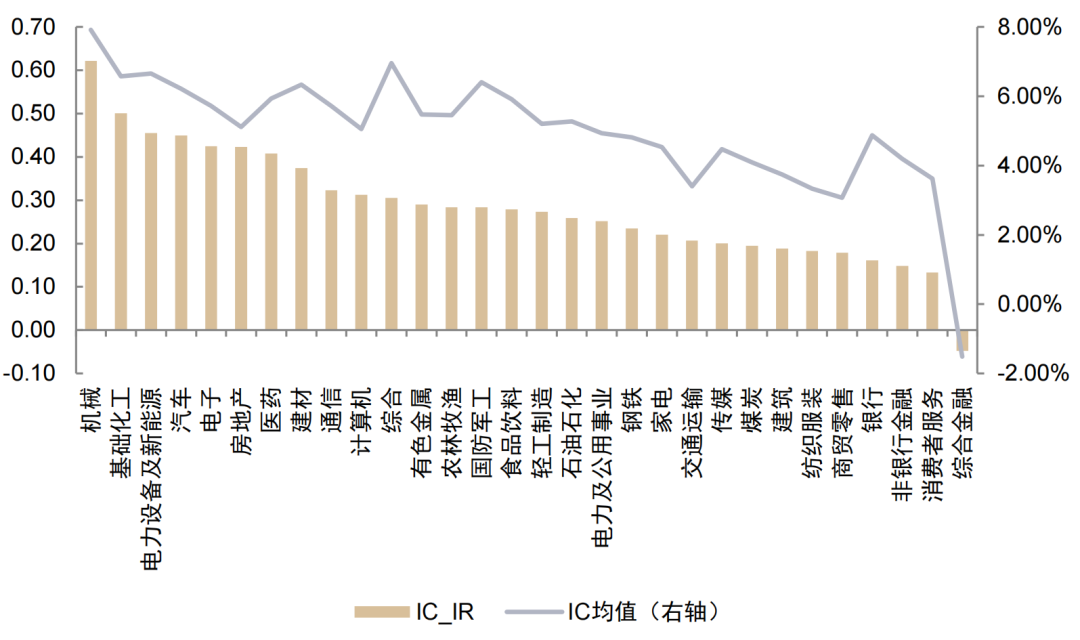 0.70
0.60
0.50
0.40
0.30
0.20
0.10
0.00
-0.10
8.00%
6.00%
4.00%
2.00%
0.00%
-2.00%
机械
基础化工
电力设备及新能源
汽车
电子
房地产
医药
建材
通信
计算机
综合
有色金属
农林牧渔
国防军工
食品饮料
轻工制造
石油石化
电力及公用事业
钢铁
家电
交通运输
传媒
煤炭
建筑
纺织服装
商贸零售
银行
非银行金融
消费者服务
综合金融
IC_IR
IC均值（右轴）